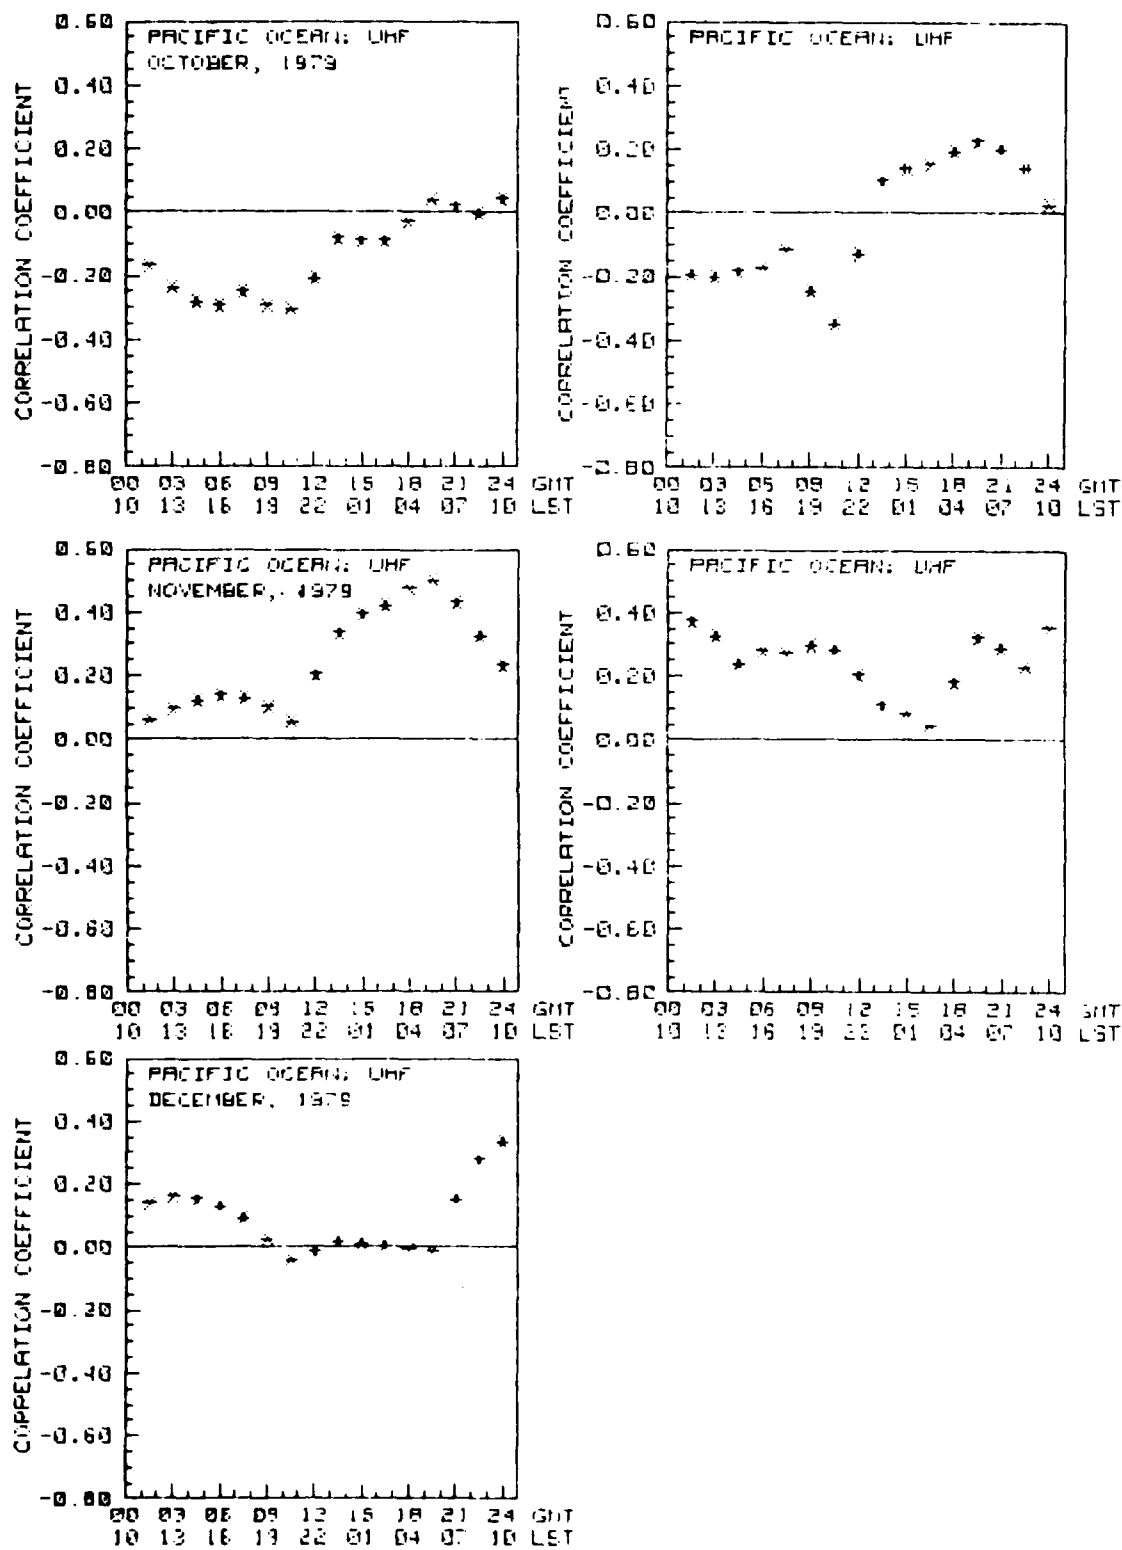 PACIFIC OCEAN: UHF
OCTOBER, 1979
CORRELATION COEFFICIENT
0.60
0.40
0.20
0.00
-0.20
-0.40
-0.60
-0.80
00 03 06 09 12 15 18 21 24 GMT
10 13 16 19 22 01 04 07 10 LST
PACIFIC OCEAN: UHF
CORRELATION COEFFICIENT
0.60
0.40
0.20
0.00
-0.20
-0.40
-0.60
-0.80
00 03 06 09 12 15 18 21 24 GMT
10 13 16 19 22 01 04 07 10 LST
PACIFIC OCEAN: UHF
NOVEMBER, 1979
CORRELATION COEFFICIENT
0.60
0.40
0.20
0.00
-0.20
-0.40
-0.60
-0.80
00 03 06 09 12 15 18 21 24 GMT
10 13 16 19 22 01 04 07 10 LST
PACIFIC OCEAN: UHF
CORRELATION COEFFICIENT
0.60
0.40
0.20
0.00
-0.20
-0.40
-0.60
-0.80
00 03 06 09 12 15 18 21 24 GMT
10 13 16 19 22 01 04 07 10 LST
PACIFIC OCEAN: UHF
DECEMBER, 1979
CORRELATION COEFFICIENT
0.60
0.40
0.20
0.00
-0.20
-0.40
-0.60
-0.80
00 03 06 09 12 15 18 21 24 GMT
10 13 16 19 22 01 04 07 10 LST